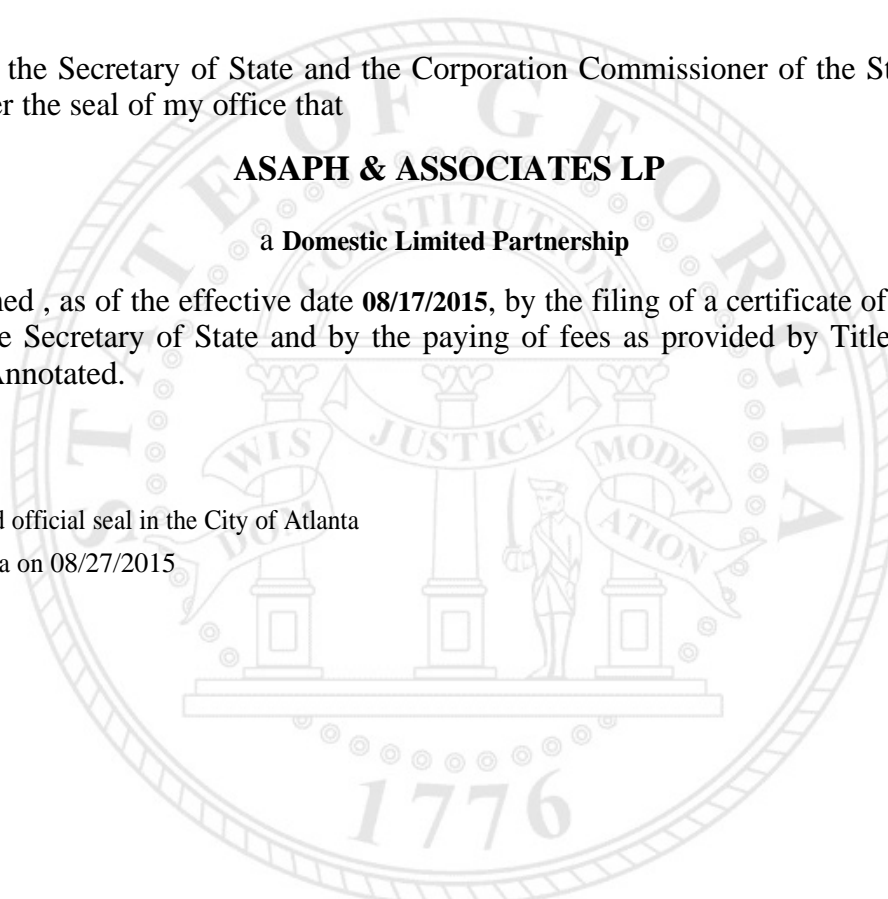 the Secretary of State and the Corporation Commissioner of the St
er the seal of my office that
ASAPH & ASSOCIATES LP
a Domestic Limited Partnership
ned , as of the effective date 08/17/2015, by the filing of a certificate of
e Secretary of State and by the paying of fees as provided by Title
Annotated.
d official seal in the City of Atlanta
a on 08/27/2015
STATE OF GEORGIA
CONSTITUTION
WISDOM
JUSTICE
MODERATION
1776